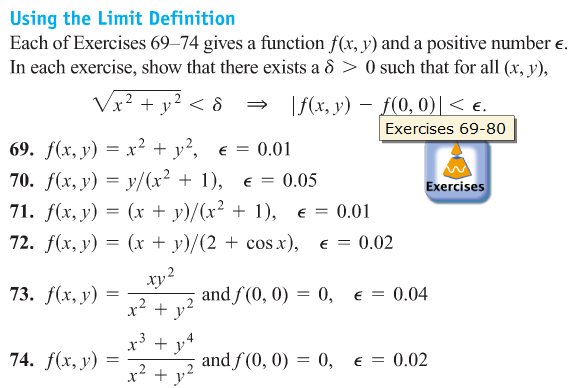 Using the Limit Definition
Each of Exercises 69–74 gives a function f(x, y) and a positive number ϵ.
In each exercise, show that there exists a δ > 0 such that for all (x, y),
√(x² + y²) < δ ⇒ |f(x, y) − f(0, 0)| < ϵ.
Exercises 69-80
69. f(x, y) = x² + y², ϵ = 0.01
70. f(x, y) = y/(x² + 1), ϵ = 0.05
Exercises
71. f(x, y) = (x + y)/(x² + 1), ϵ = 0.01
72. f(x, y) = (x + y)/(2 + cos x), ϵ = 0.02
73. f(x, y) = xy²/(x² + y²) and f(0, 0) = 0, ϵ = 0.04
74. f(x, y) = (x³ + y⁴)/(x² + y²) and f(0, 0) = 0, ϵ = 0.02